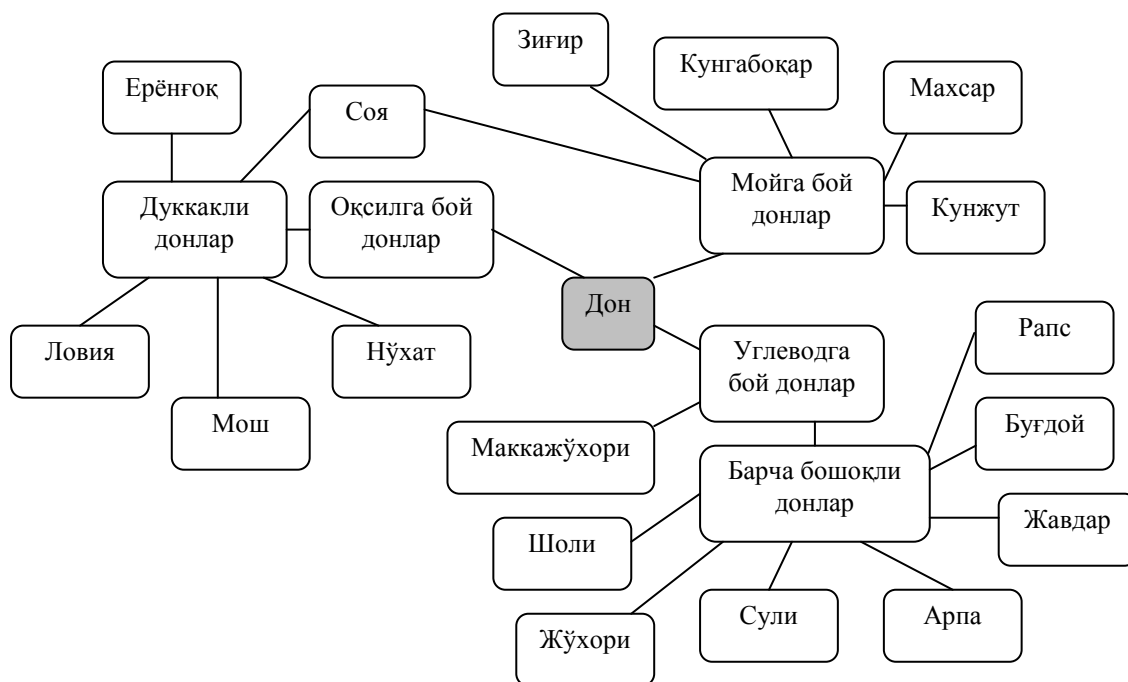 Зиғир
Кунгабоқар
Ерёнғоқ
Соя
Махсар
Мойга бой
донлар
Дуккакли
донлар
Оқсилга бой
донлар
Кунжут
Дон
Рапс
Ловия
Нўхат
Углеводга
бой донлар
Мош
Буғдой
Маккажўхори
Барча бошоқли
донлар
Жавдар
Шоли
Жўхори
Сули
Арпа